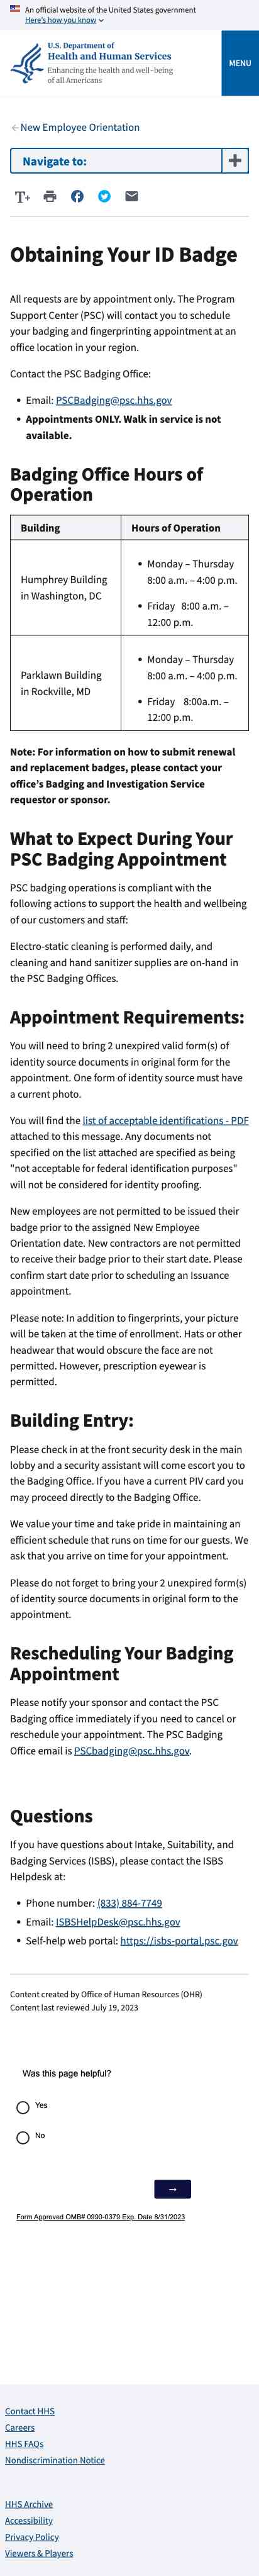 An official website of the United States government
Here's how you know
U.S. Department of
Health and Human Services
Enhancing the health and well-being
of all Americans
MENU
←New Employee Orientation
Navigate to:
T+
Obtaining Your ID Badge
All requests are by appointment only. The Program
Support Center (PSC) will contact you to schedule
your badging and fingerprinting appointment at an
office location in your region.
Contact the PSC Badging Office:
• Email: PSCBadging@psc.hhs.gov
• Appointments ONLY. Walk in service is not
available.
Badging Office Hours of
Operation
Building
Hours of Operation
Humphrey Building
in Washington, DC
• Monday – Thursday
8:00 a.m. – 4:00 p.m.
• Friday 8:00 a.m. –
12:00 p.m.
Parklawn Building
in Rockville, MD
• Monday – Thursday
8:00 a.m. – 4:00 p.m.
• Friday 8:00a.m. –
12:00 p.m.
Note: For information on how to submit renewal
and replacement badges, please contact your
office's Badging and Investigation Service
requestor or sponsor.
What to Expect During Your
PSC Badging Appointment
PSC badging operations is compliant with the
following actions to support the health and wellbeing
of our customers and staff:
Electro-static cleaning is performed daily, and
cleaning and hand sanitizer supplies are on-hand in
the PSC Badging Offices.
Appointment Requirements:
You will need to bring 2 unexpired valid form(s) of
identity source documents in original form for the
appointment. One form of identity source must have
a current photo.
You will find the list of acceptable identifications - PDF
attached to this message. Any documents not
specified on the list attached are specified as being
"not acceptable for federal identification purposes"
will not be considered for identity proofing.
New employees are not permitted to be issued their
badge prior to the assigned New Employee
Orientation date. New contractors are not permitted
to receive their badge prior to their start date. Please
confirm start date prior to scheduling an Issuance
appointment.
Please note: In addition to fingerprints, your picture
will be taken at the time of enrollment. Hats or other
headwear that would obscure the face are not
permitted. However, prescription eyewear is
permitted.
Building Entry:
Please check in at the front security desk in the main
lobby and a security assistant will come escort you to
the Badging Office. If you have a current PIV card you
may proceed directly to the Badging Office.
We value your time and take pride in maintaining an
efficient schedule that runs on time for our guests. We
ask that you arrive on time for your appointment.
Please do not forget to bring your 2 unexpired form(s)
of identity source documents in original form to the
appointment.
Rescheduling Your Badging
Appointment
Please notify your sponsor and contact the PSC
Badging office immediately if you need to cancel or
reschedule your appointment. The PSC Badging
Office email is PSCbadging@psc.hhs.gov.
Questions
If you have questions about Intake, Suitability, and
Badging Services (ISBS), please contact the ISBS
Helpdesk at:
• Phone number: (833) 884-7749
• Email: ISBSHelpDesk@psc.hhs.gov
• Self-help web portal: https://isbs-portal.psc.gov
Content created by Office of Human Resources (OHR)
Content last reviewed July 19, 2023
Was this page helpful?
Yes
No
→
Form Approved OMB# 0990-0379 Exp. Date 8/31/2023
Contact HHS
Careers
HHS FAQs
Nondiscrimination Notice
HHS Archive
Accessibility
Privacy Policy
Viewers & Players